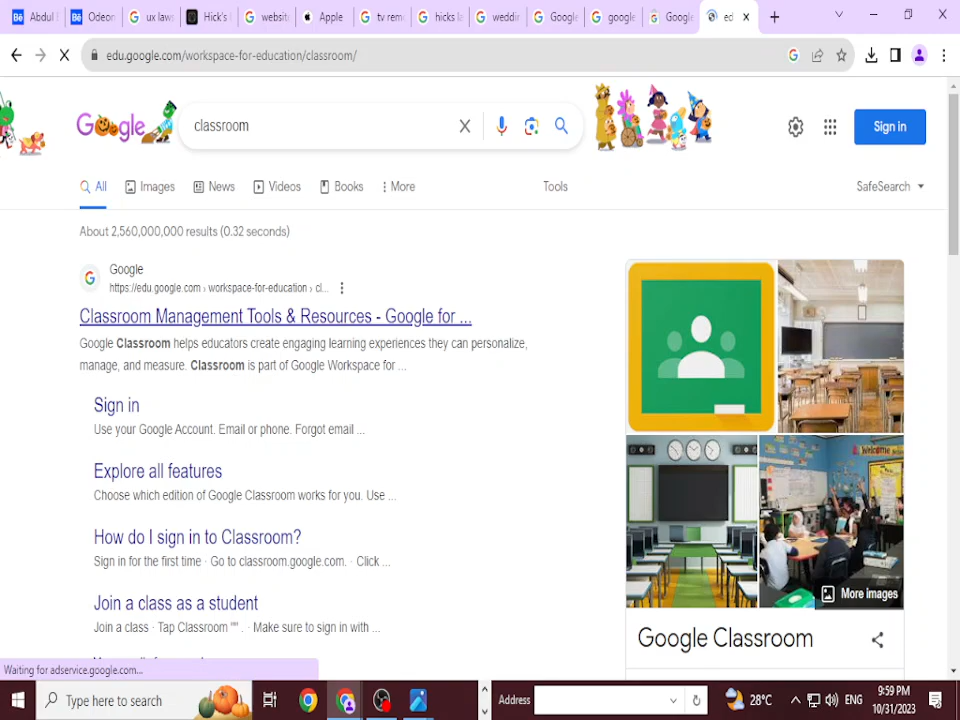 Abdul
Odeon
ux laws
Hick's
website
Apple
tv rem
hicks l
weddin
Google
google
Google
ed
edu.google.com/workspace-for-education/classroom/
Google
classroom
Sign in
All
Images
News
Videos
Books
More
Tools
SafeSearch
About 2,560,000,000 results (0.32 seconds)
Google
https://edu.google.com › workspace-for-education › cl...
Classroom Management Tools & Resources - Google for ...
Google Classroom helps educators create engaging learning experiences they can personalize,
manage, and measure. Classroom is part of Google Workspace for ...
Sign in
Use your Google Account. Email or phone. Forgot email ...
Explore all features
Choose which edition of Google Classroom works for you. Use ...
How do I sign in to Classroom?
Sign in for the first time · Go to classroom.google.com. · Click ...
Join a class as a student
Join a class · Tap Classroom "" . · Make sure to sign in with ...
Welcome
More images
Google Classroom
Waiting for adservice.google.com...
Type here to search
Address
28°C
ENG
9:59 PM
10/31/2023